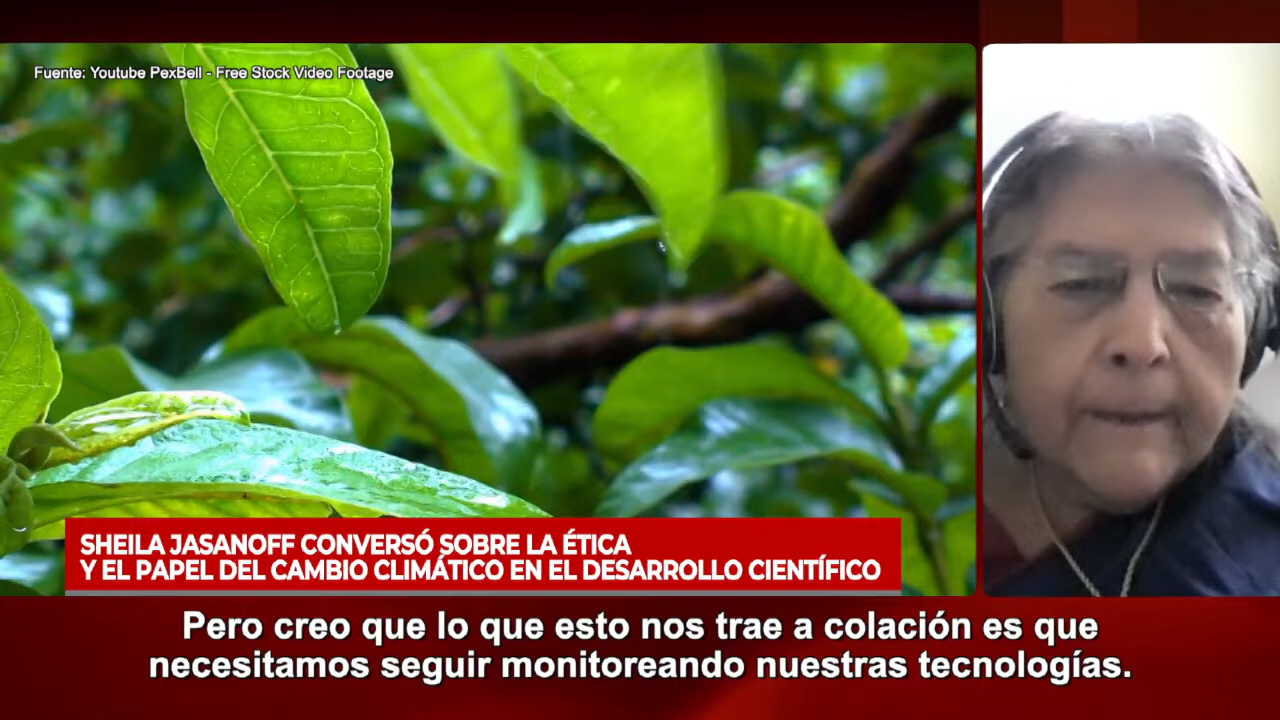 Fuente: Youtube PexBell - Free Stock Video Footage
SHEILA JASANOFF CONVERSÓ SOBRE LA ÉTICA
Y EL PAPEL DEL CAMBIO CLIMÁTICO EN EL DESARROLLO CIENTÍFICO
Pero creo que lo que esto nos trae a colación es que
necesitamos seguir monitoreando nuestras tecnologías.